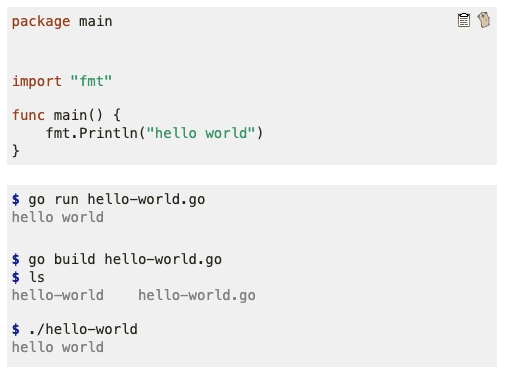 package main
import "fmt"
func main() {
    fmt.Println("hello world")
}
$ go run hello-world.go
hello world
$ go build hello-world.go
$ ls
hello-world    hello-world.go
$ ./hello-world
hello world